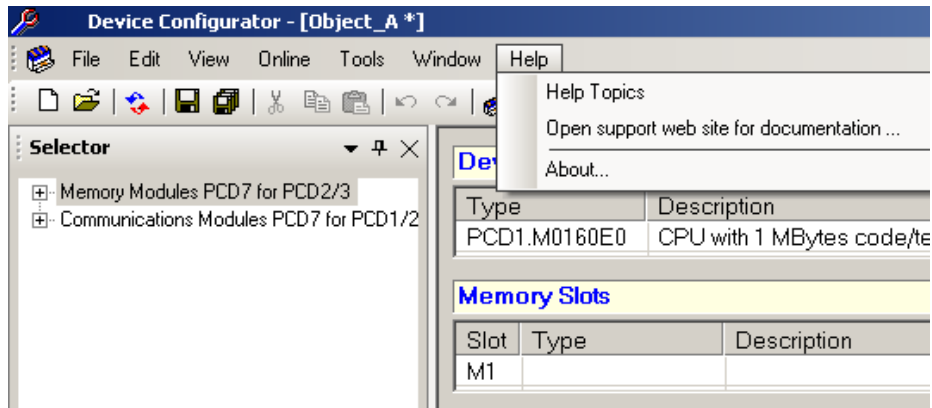 Device Configurator - [Object_A *]
File Edit View Online Tools Window Help
Help Topics
Open support web site for documentation ...
About...
Selector
Memory Modules PCD7 for PCD2/3
Communications Modules PCD7 for PCD1/2
Type Description
PCD1.M0160E0 CPU with 1 MBytes code/te
Memory Slots
Slot Type Description
M1